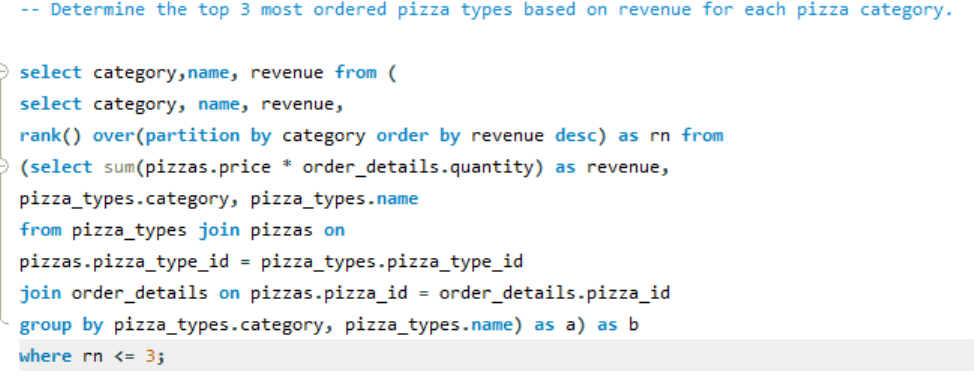 -- Determine the top 3 most ordered pizza types based on revenue for each pizza category.
select category,name, revenue from (
select category, name, revenue,
rank() over(partition by category order by revenue desc) as rn from
(select sum(pizzas.price * order_details.quantity) as revenue,
pizza_types.category, pizza_types.name
from pizza_types join pizzas on
pizzas.pizza_type_id = pizza_types.pizza_type_id
join order_details on pizzas.pizza_id = order_details.pizza_id
group by pizza_types.category, pizza_types.name) as a) as b
where rn <= 3;